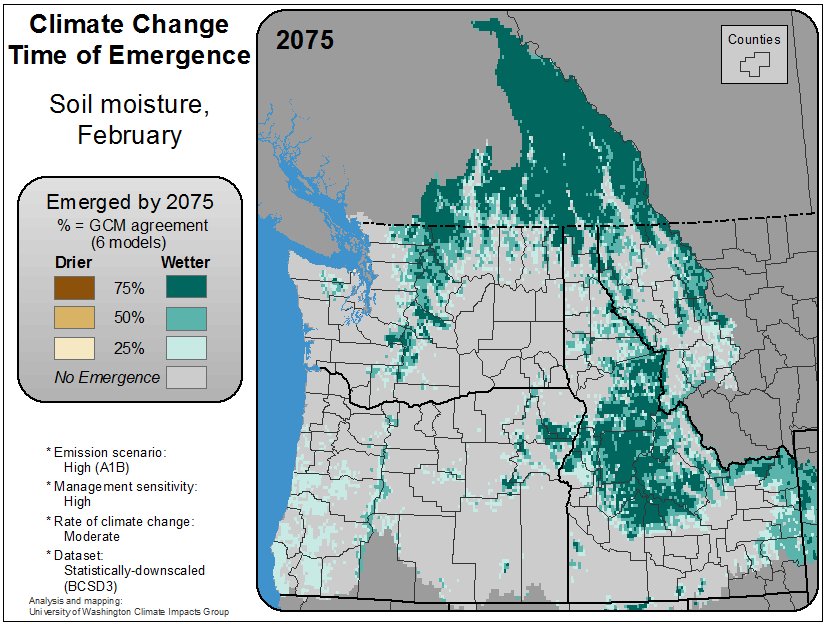 Climate Change
Time of Emergence
Soil moisture,
February
Emerged by 2075
% = GCM agreement
(6 models)
Drier Wetter
75%
50%
25%
No Emergence
* Emission scenario:
High (A1B)
* Management sensitivity:
High
* Rate of climate change:
Moderate
* Dataset:
Statistically-downscaled
(BCSD3)
Analysis and mapping:
University of Washington Climate Impacts Group
2075
Counties